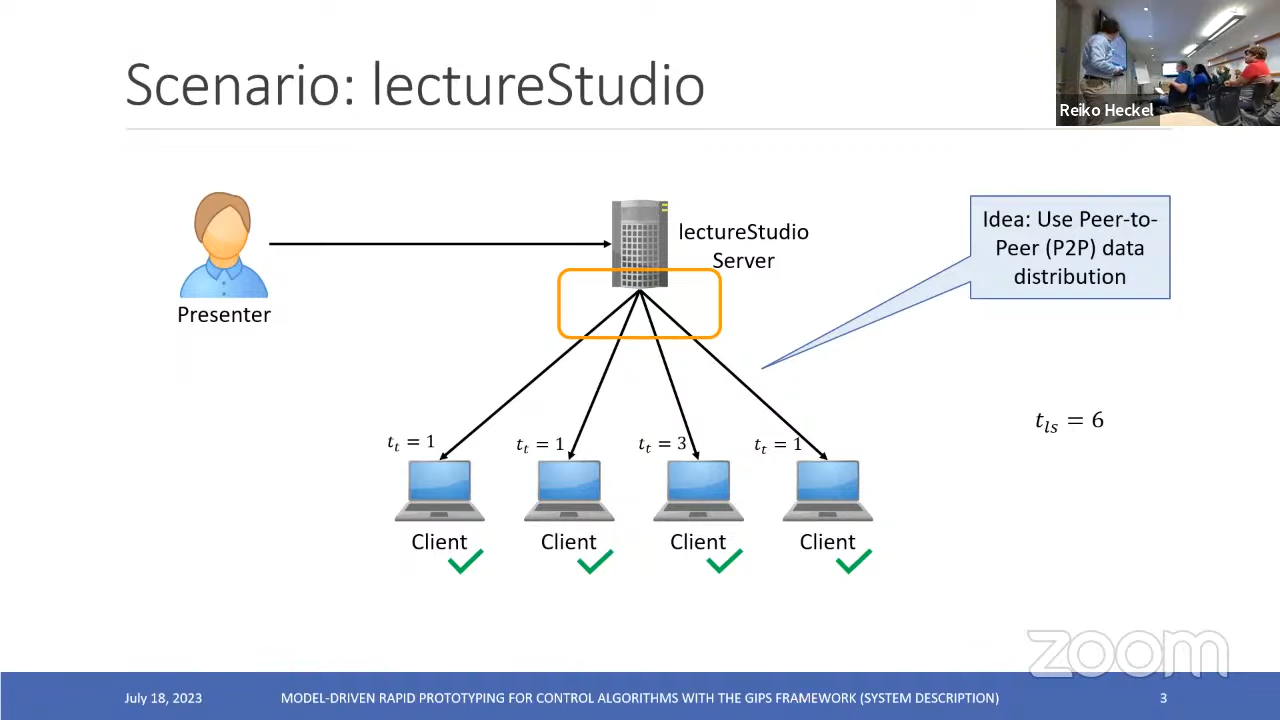 Scenario: lectureStudio
Reiko Heckel
lectureStudio
Server
Idea: Use Peer-to-
Peer (P2P) data
distribution
Presenter
t_ls = 6
t_t = 1
t_t = 1
t_t = 3
t_t = 1
Client
Client
Client
Client
zoom
July 18, 2023
MODEL-DRIVEN RAPID PROTOTYPING FOR CONTROL ALGORITHMS WITH THE GIPS FRAMEWORK (SYSTEM DESCRIPTION)
3